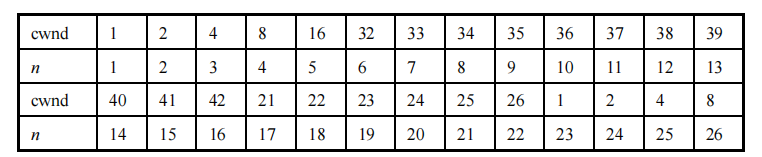 cwnd 1 2 4 8 16 32 33 34 35 36 37 38 39
n 1 2 3 4 5 6 7 8 9 10 11 12 13
cwnd 40 41 42 21 22 23 24 25 26 1 2 4 8
n 14 15 16 17 18 19 20 21 22 23 24 25 26